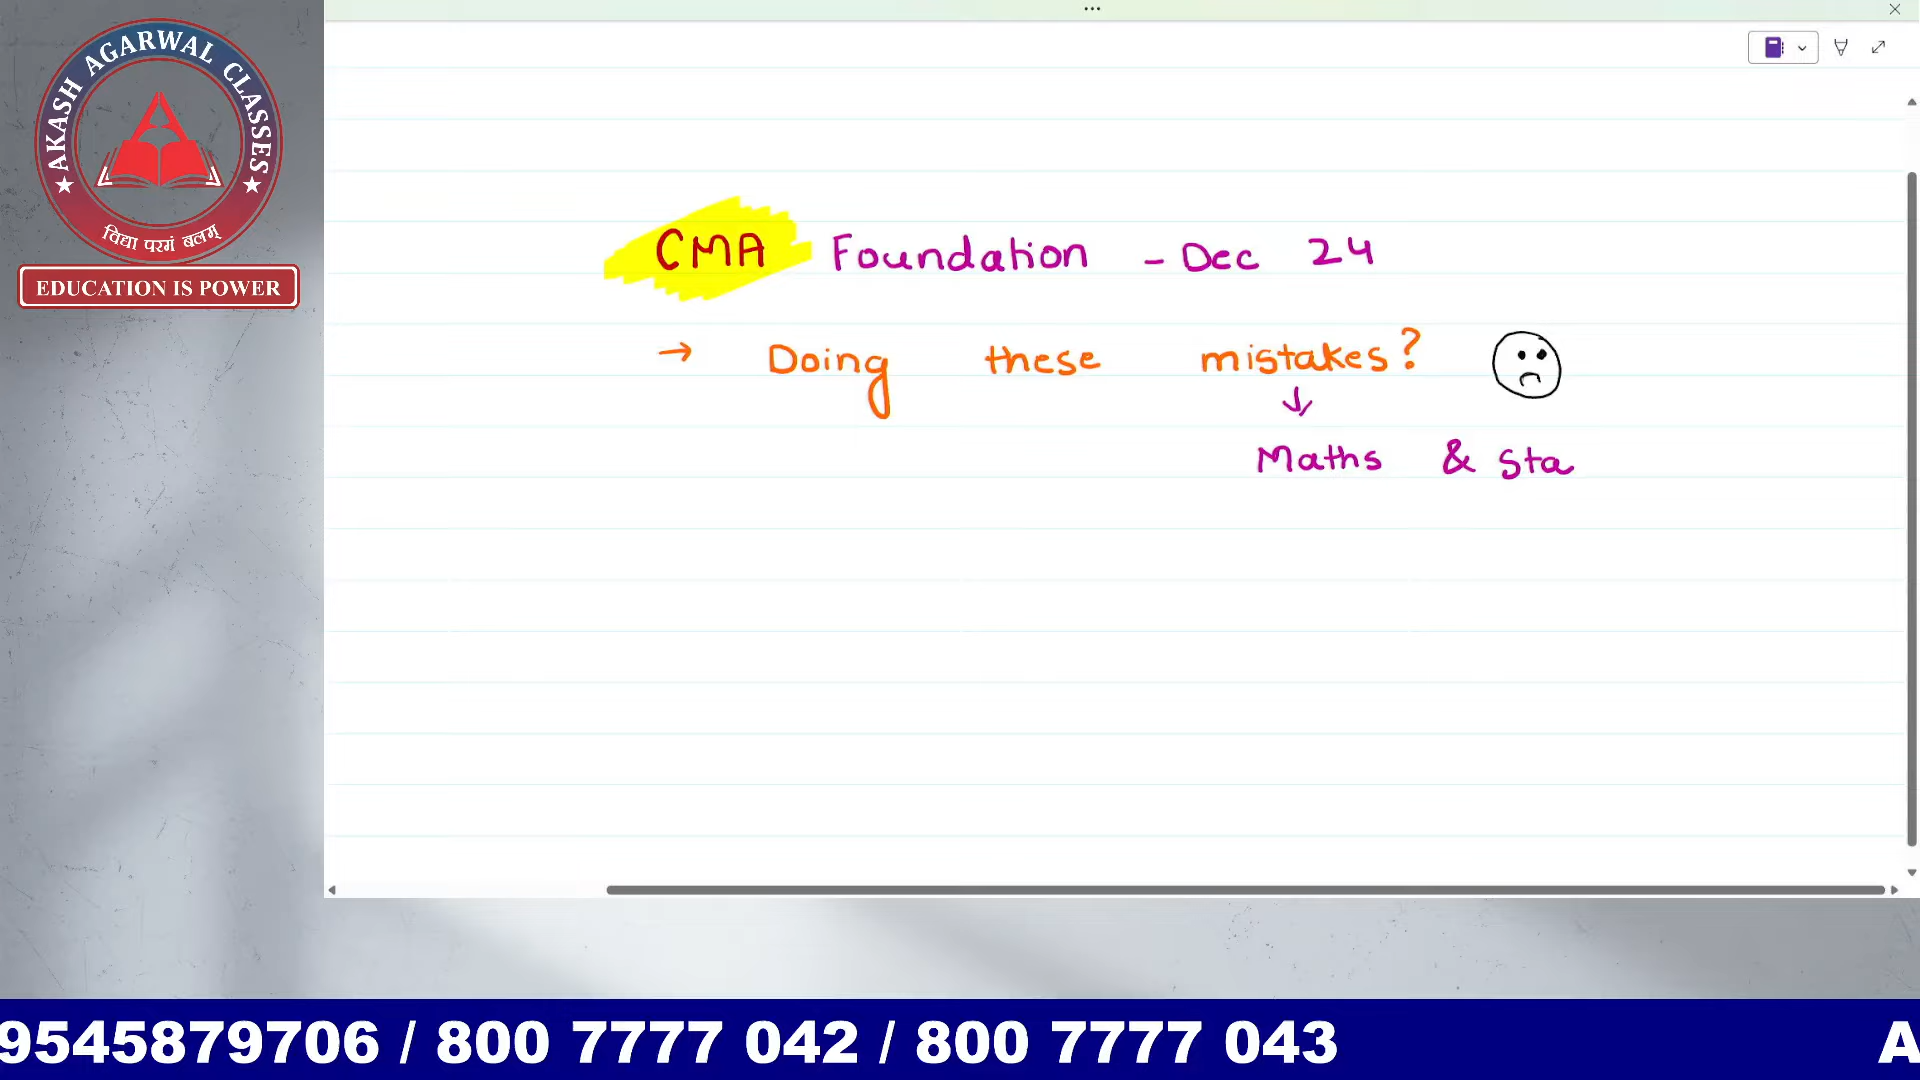 AKASH AGARWAL CLASSES
विद्या परमं बलम्
EDUCATION IS POWER
CMA Foundation - Dec 24
→ Doing these mistakes?
↓
Maths & Sta
9545879706 / 800 7777 042 / 800 7777 043 A